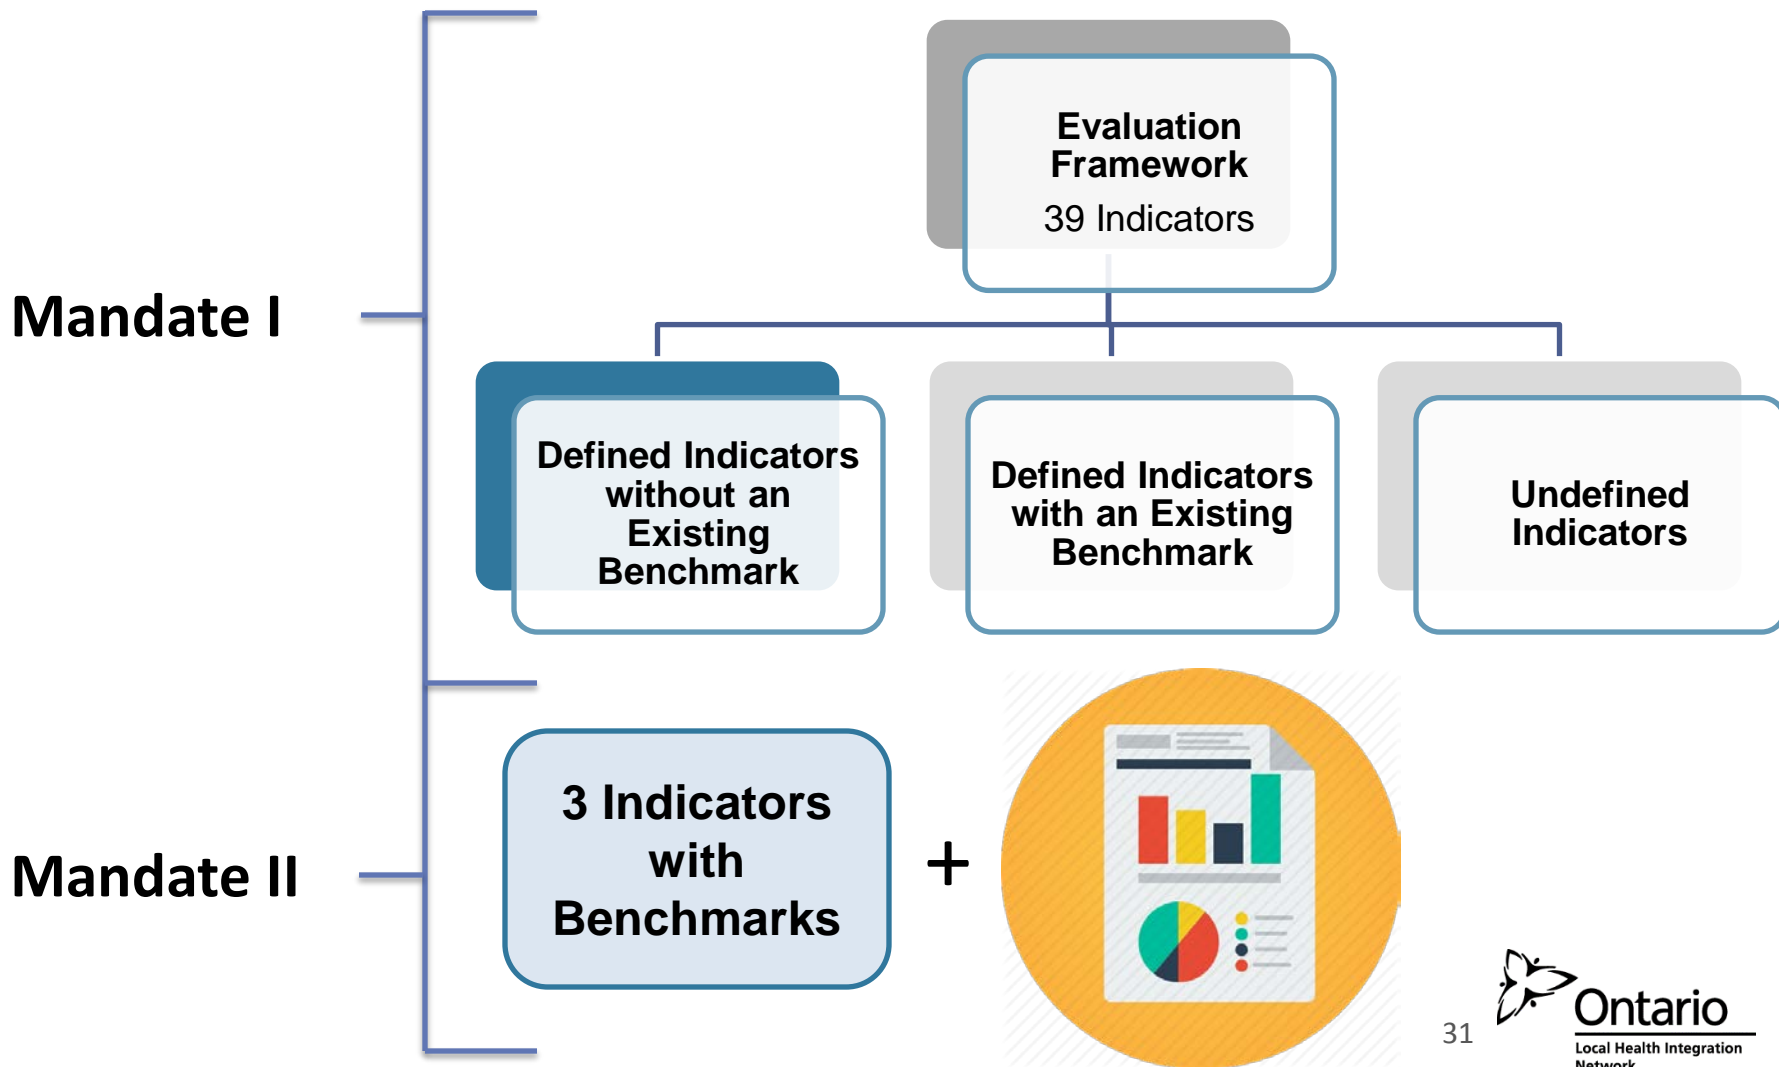 Mandate I
Evaluation
Framework
39 Indicators
Defined Indicators
without an
Existing
Benchmark
Defined Indicators
with an Existing
Benchmark
Undefined
Indicators
Mandate II
3 Indicators
with
Benchmarks
+
31
Ontario
Local Health Integration
Network